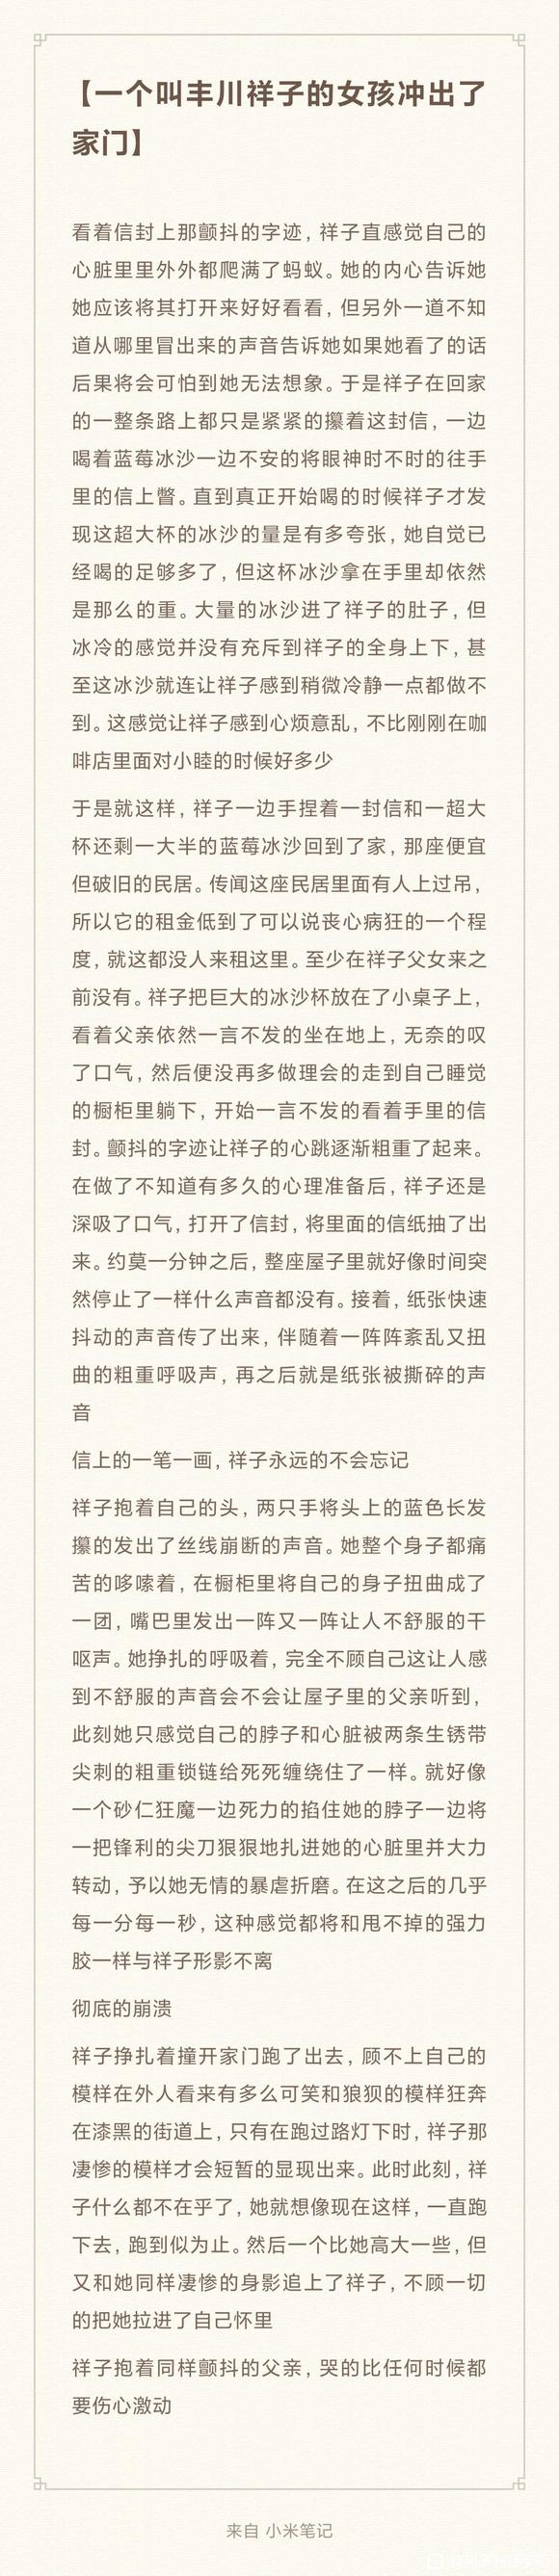 【一个叫丰川祥子的女孩冲出了
家门】
看着信封上那颤抖的字迹，祥子直感觉自己的
心脏里里外外都爬满了蚂蚁。她的内心告诉她
她应该将其打开来好好看看，但另外一道不知
道从哪里冒出来的声音告诉她如果她看了的话
后果将会可怕到她无法想象。于是祥子在回家
的一整条路上都只是紧紧的攥着这封信，一边
喝着蓝莓冰沙一边不安的将眼神时不时的往手
里的信上瞥。直到真正开始喝的时候祥子才发
现这超大杯的冰沙的量是有多夸张，她自觉已
经喝的足够多了，但这杯冰沙拿在手里却依然
是那么的重。大量的冰沙进了祥子的肚子，但
冰冷的感觉并没有充斥到祥子的全身上下，甚
至这冰沙就连让祥子感到稍微冷静一点都做不
到。这感觉让祥子感到心烦意乱，不比刚刚在咖
啡店里面对小睦的时候好多少
于是就这样，祥子一边手捏着一封信和一超大
杯还剩一大半的蓝莓冰沙回到了家，那座便宜
但破旧的民居。传闻这座民居里面有人上过吊，
所以它的租金低到了可以说丧心病狂的一个程
度，就这都没人来租这里。至少在祥子父女来之
前没有。祥子把巨大的冰沙杯放在了小桌子上，
看着父亲依然一言不发的坐在地上，无奈的叹
了口气，然后便没再多做理会的走到自己睡觉
的橱柜里躺下，开始一言不发的看着手里的信
封。颤抖的字迹让祥子的心跳逐渐粗重了起来。
在做了不知道有多久的心理准备后，祥子还是
深吸了口气，打开了信封，将里面的信纸抽了出
来。约莫一分钟之后，整座屋子里就好像时间突
然停止了一样什么声音都没有。接着，纸张快速
抖动的声音传了出来，伴随着一阵阵紊乱又扭
曲的粗重呼吸声，再之后就是纸张被撕碎的声
音
信上的一笔一画，祥子永远的不会忘记
祥子抱着自己的头，两只手将头上的蓝色长发
攥的发出了丝线崩断的声音。她整个身子都痛
苦的哆嗦着，在橱柜里将自己的身子扭曲成了
一团，嘴巴里发出一阵又一阵让人不舒服的干
呕声。她挣扎的呼吸着，完全不顾自己这让人感
到不舒服的声音会不会让屋子里的父亲听到，
此刻她只感觉自己的脖子和心脏被两条生锈带
尖刺的粗重锁链给死死缠绕住了一样。就好像
一个砂仁狂魔一边死力的掐住她的脖子一边将
一把锋利的尖刀狠狠地扎进她的心脏里并大力
转动，予以她无情的暴虐折磨。在这之后的几乎
每一分每一秒，这种感觉都将和甩不掉的强力
胶一样与祥子形影不离
彻底的崩溃
祥子挣扎着撞开家门跑了出去，顾不上自己的
模样在外人看来有多么可笑和狼狈的模样狂奔
在漆黑的街道上，只有在跑过路灯下时，祥子那
凄惨的模样才会短暂的显现出来。此时此刻，祥
子什么都不在乎了，她就想像现在这样，一直跑
下去，跑到似为止。然后一个比她高大一些，但
又和她同样凄惨的身影追上了祥子，不顾一切
的把她拉进了自己怀里
祥子抱着同样颤抖的父亲，哭的比任何时候都
要伤心激动
来自 小米笔记